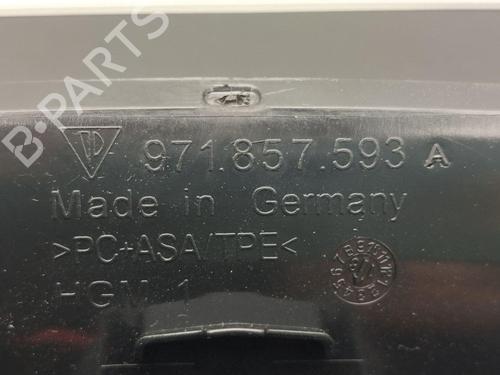 B-PARTS
971.857.593 A
Made in Germany
>PC+ASA/TPE<
HGM 1